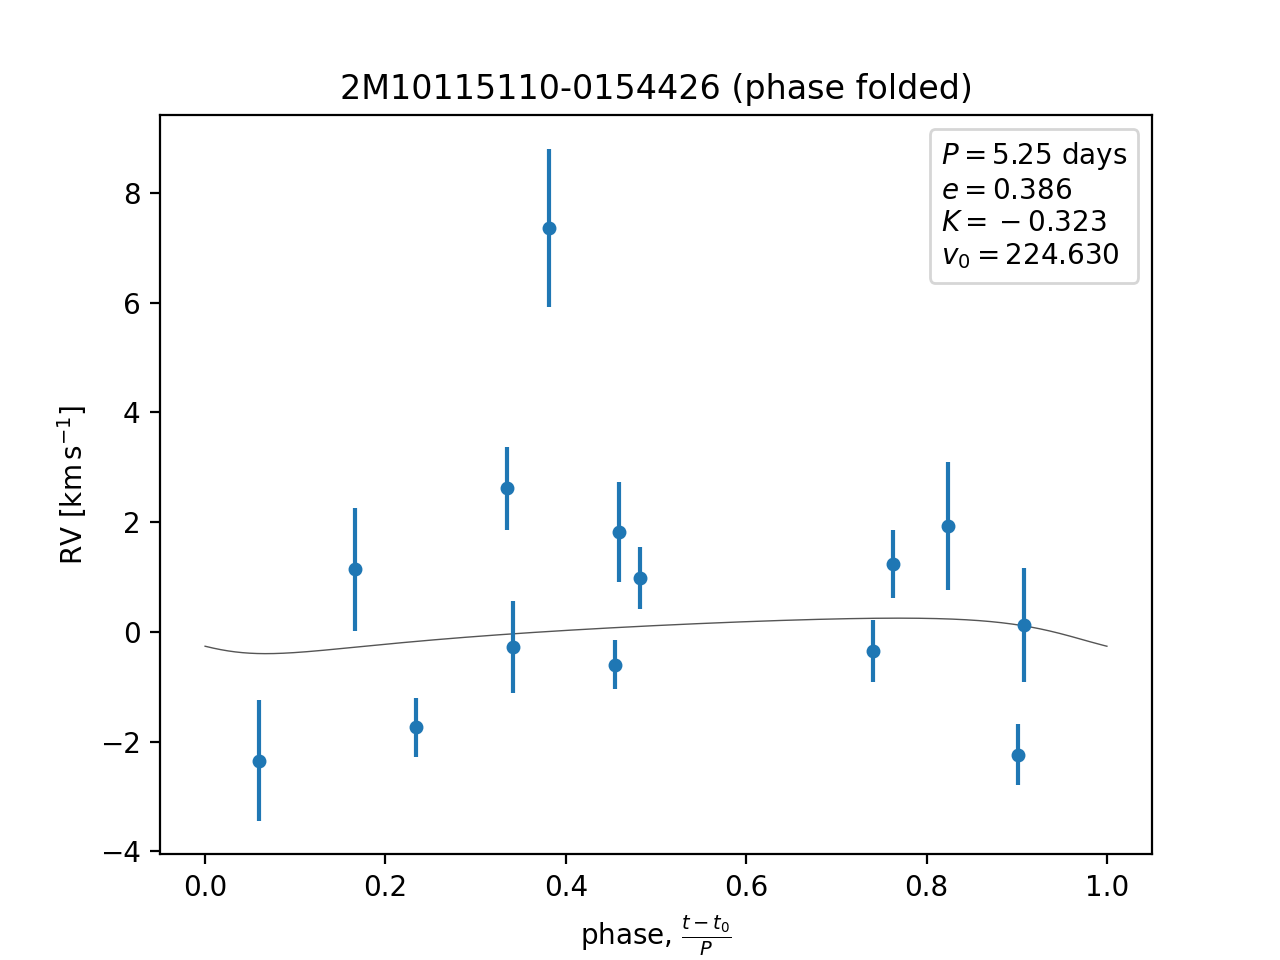 2M10115110-0154426 (phase folded)
P = 5.25 days
e = 0.386
K = −0.323
v₀ = 224.630
8
6
4
2
0
−2
−4
RV [km s⁻¹]
0.0 0.2 0.4 0.6 0.8 1.0
phase, (t − t₀)/P